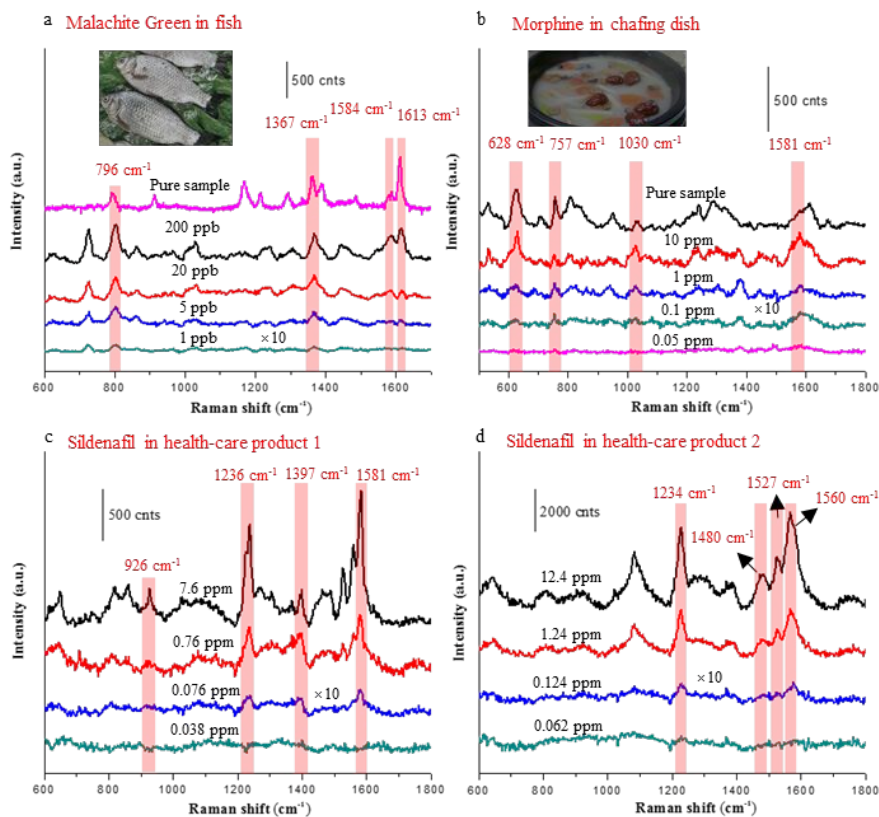 a Malachite Green in fish
500 cnts
1584 cm⁻¹
1367 cm⁻¹
1613 cm⁻¹
796 cm⁻¹
Pure sample
200 ppb
20 ppb
5 ppb
1 ppb
×10
Intensity (a.u.)
600 800 1000 1200 1400 1600
Raman shift (cm⁻¹)
b Morphine in chafing dish
500 cnts
628 cm⁻¹ 757 cm⁻¹ 1030 cm⁻¹ 1581 cm⁻¹
Pure sample
10 ppm
1 ppm
0.1 ppm
×10
0.05 ppm
Intensity (a.u.)
600 800 1000 1200 1400 1600 1800
Raman shift (cm⁻¹)
c Sildenafil in health-care product 1
500 cnts
1236 cm⁻¹ 1397 cm⁻¹ 1581 cm⁻¹
926 cm⁻¹
7.6 ppm
0.76 ppm
0.076 ppm
×10
0.038 ppm
Intensity (a.u.)
600 800 1000 1200 1400 1600 1800
Raman shift (cm⁻¹)
d Sildenafil in health-care product 2
2000 cnts
1527 cm⁻¹
1234 cm⁻¹
1560 cm⁻¹
1480 cm⁻¹
12.4 ppm
1.24 ppm
0.124 ppm
×10
0.062 ppm
Intensity (a.u.)
600 800 1000 1200 1400 1600 1800
Raman shift (cm⁻¹)